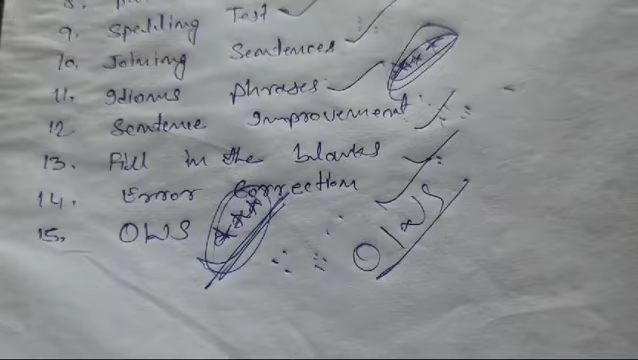 9. Spelling Test
10. Joining Sentences
11. Idioms Phrases
12 Sentence Improvement
13. Fill in the blanks
14. Error Correction
15. OWS
OWS